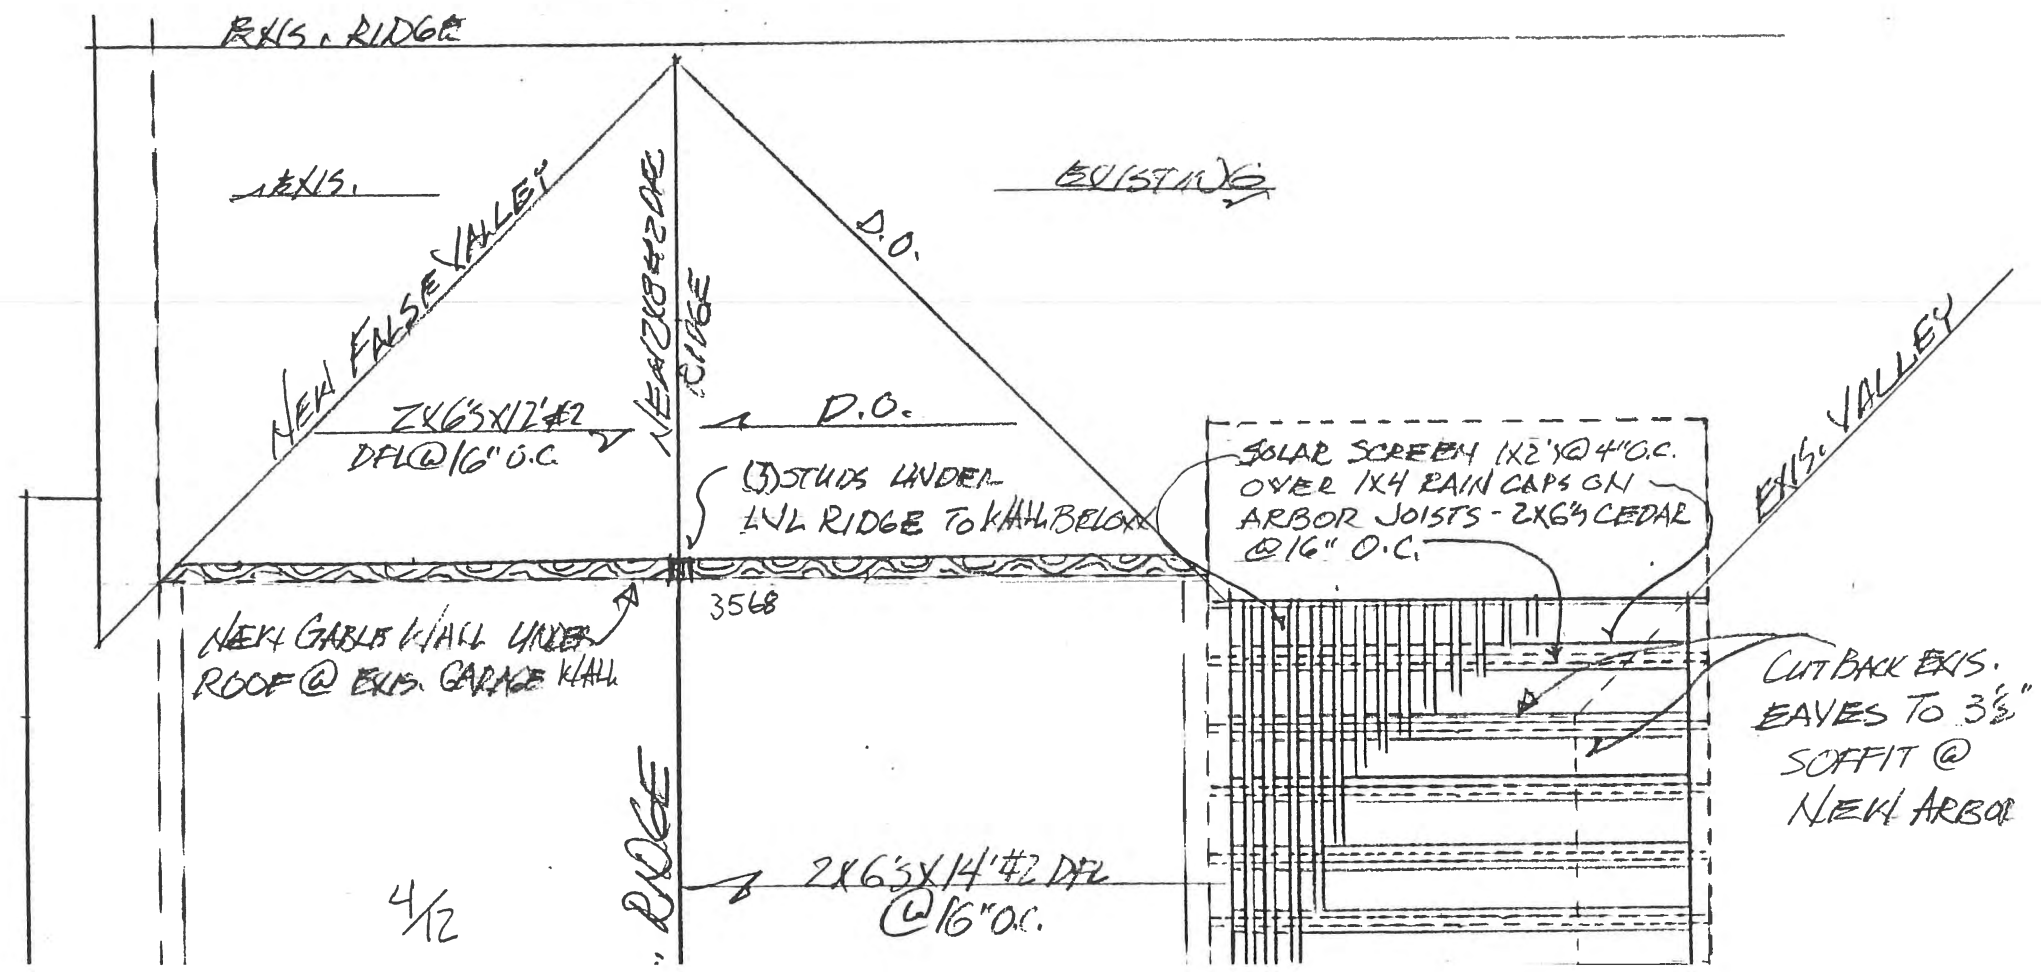 EXIS. RIDGE
EXIS.
EXISTING
NEW FALSE VALLEY
D.O.
NEW 2X8 #2 DF
RIDGE
EXIS. VALLEY
2X6'S X 12' #2
DFL @ 16" O.C.
D.O.
(3) STUDS UNDER
LVL RIDGE TO WALL BELOW
SOLAR SCREEN 1X2'S @ 4" O.C.
OVER 1X4 RAIN CAPS ON
ARBOR JOISTS - 2X6'S CEDAR
@ 16" O.C.
3568
NEW GABLE WALL UNDER
ROOF @ EXIS. GARAGE WALL
CUT BACK EXIS.
EAVES TO 3½"
SOFFIT @
NEW ARBOR
RIDGE
2X6'S X 14' #2 DFL
@ 16" O.C.
4/12